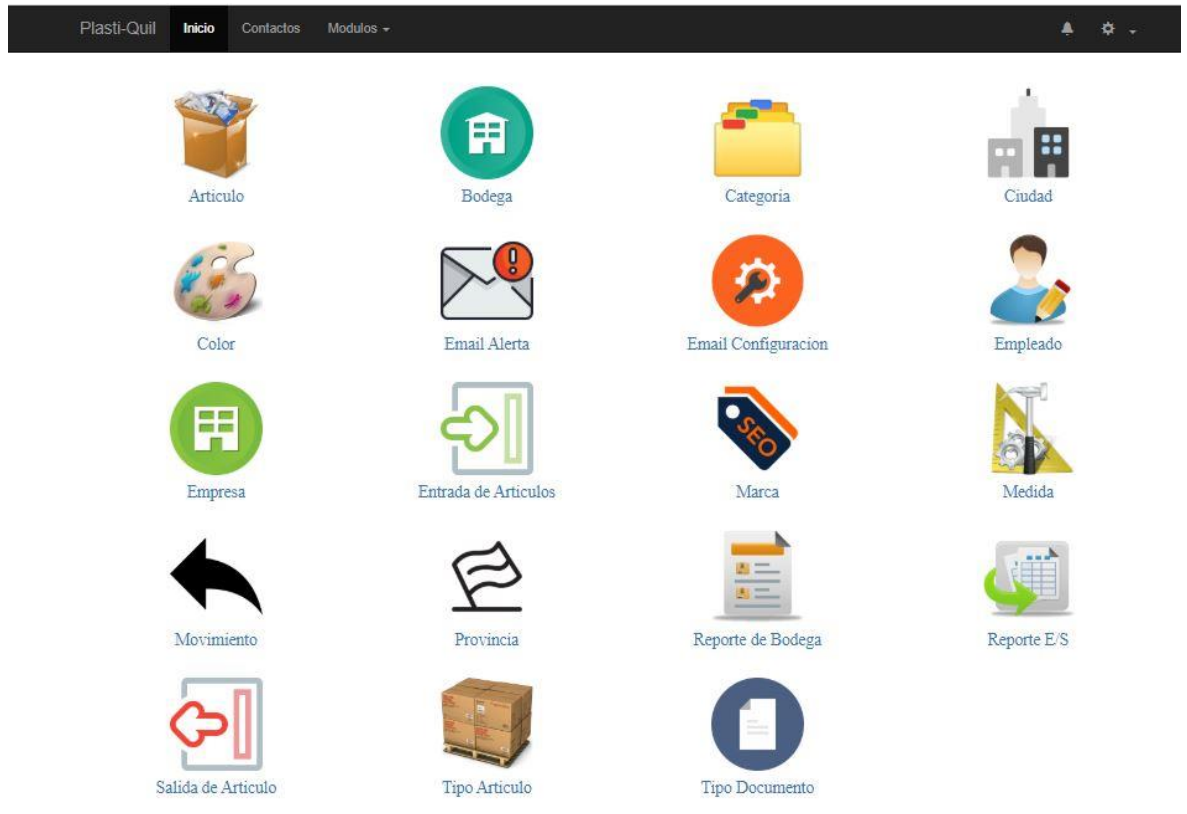 Plasti-Quil Inicio Contactos Modulos
Articulo Bodega Categoria Ciudad
Color Email Alerta Email Configuracion Empleado
SEO
Empresa Entrada de Articulos Marca Medida
Movimiento Provincia Reporte de Bodega Reporte E/S
Salida de Articulo Tipo Articulo Tipo Documento